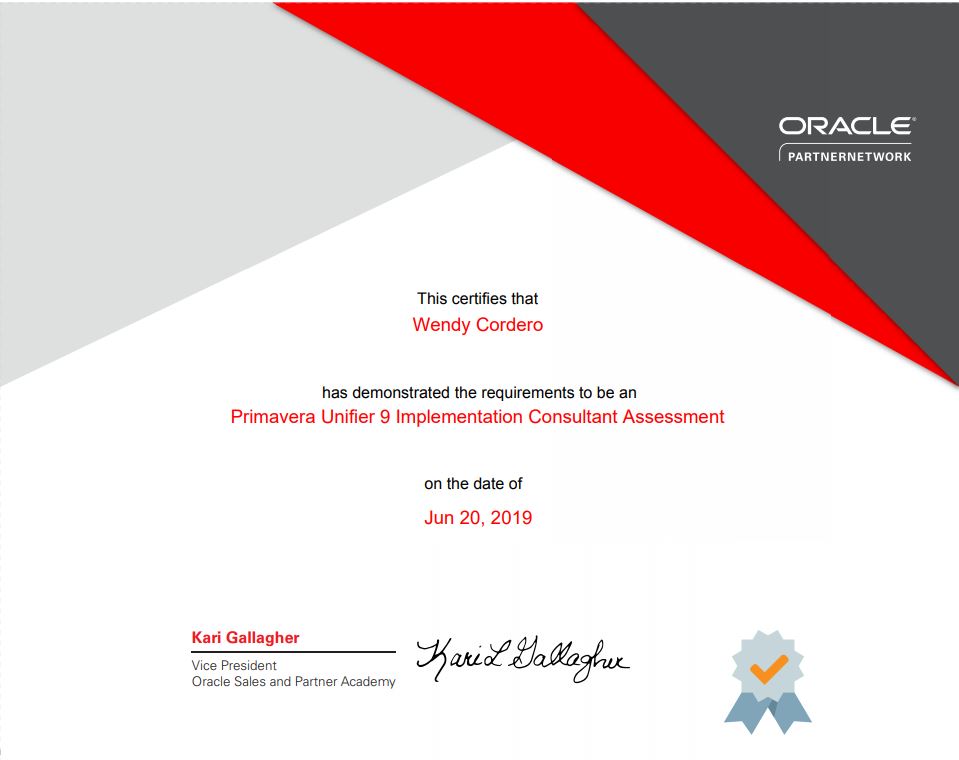 ORACLE®
PARTNERNETWORK
This certifies that
Wendy Cordero
has demonstrated the requirements to be an
Primavera Unifier 9 Implementation Consultant Assessment
on the date of
Jun 20, 2019
Kari Gallagher
Vice President
Oracle Sales and Partner Academy
Kari L Gallagher